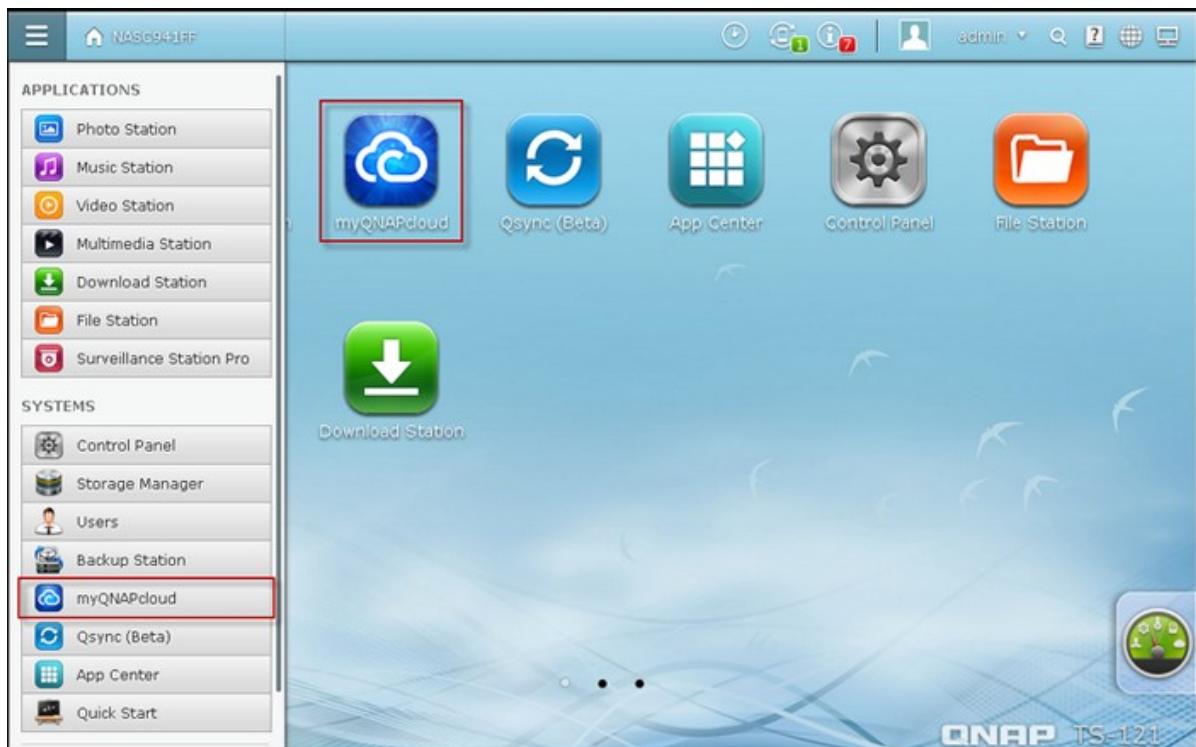 NASC941FF
1
7
admin
?
APPLICATIONS
Photo Station
Music Station
Video Station
Multimedia Station
Download Station
File Station
Surveillance Station Pro
SYSTEMS
Control Panel
Storage Manager
Users
Backup Station
myQNAPcloud
Qsync (Beta)
App Center
Quick Start
myQNAPcloud
Qsync (Beta)
App Center
Control Panel
File Station
Download Station
QNAP TS-121